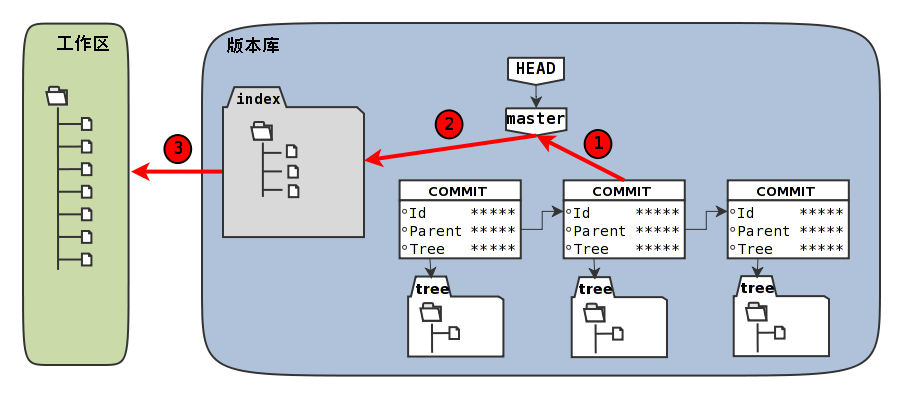 工作区
版本库
HEAD
index
master
2
1
3
COMMIT
Id *****
Parent *****
Tree *****
COMMIT
Id *****
Parent *****
Tree *****
COMMIT
Id *****
Parent *****
Tree *****
tree
tree
tree